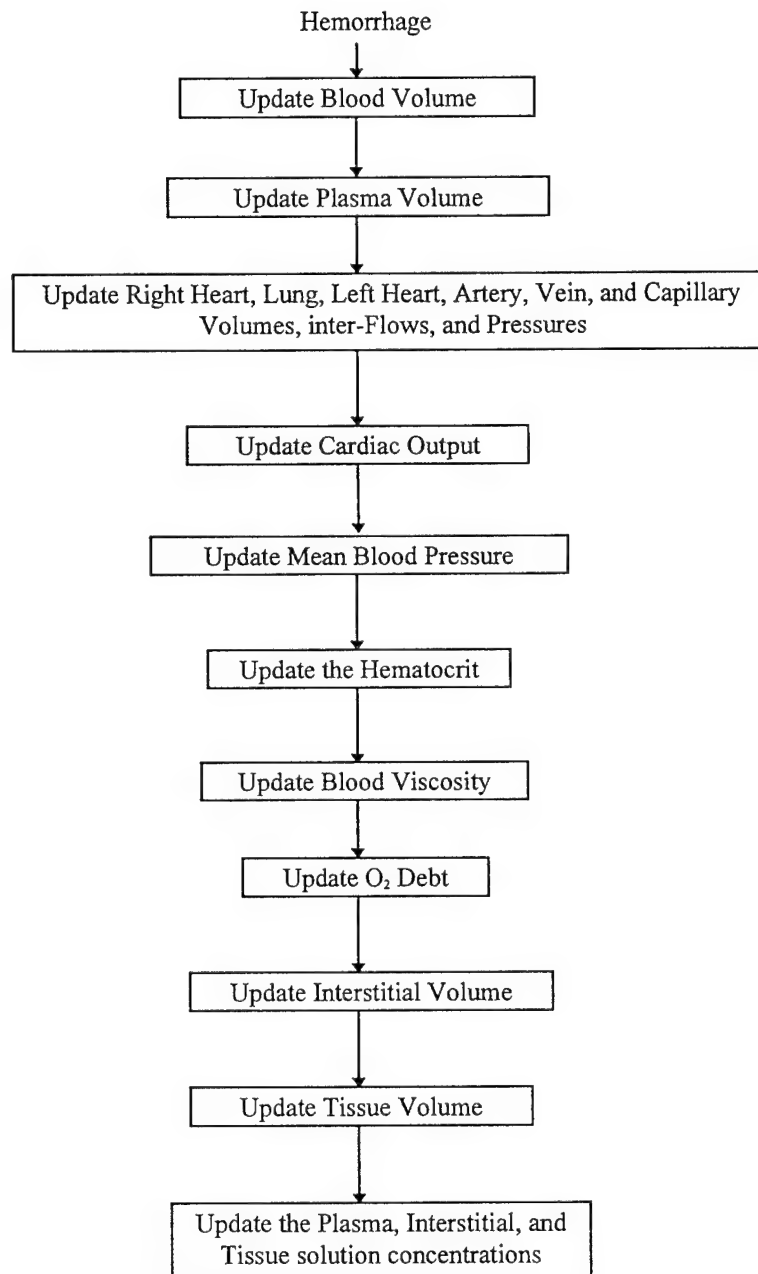 Hemorrhage
Update Blood Volume
Update Plasma Volume
Update Right Heart, Lung, Left Heart, Artery, Vein, and Capillary
Volumes, inter-Flows, and Pressures
Update Cardiac Output
Update Mean Blood Pressure
Update the Hematocrit
Update Blood Viscosity
Update O₂ Debt
Update Interstitial Volume
Update Tissue Volume
Update the Plasma, Interstitial, and
Tissue solution concentrations